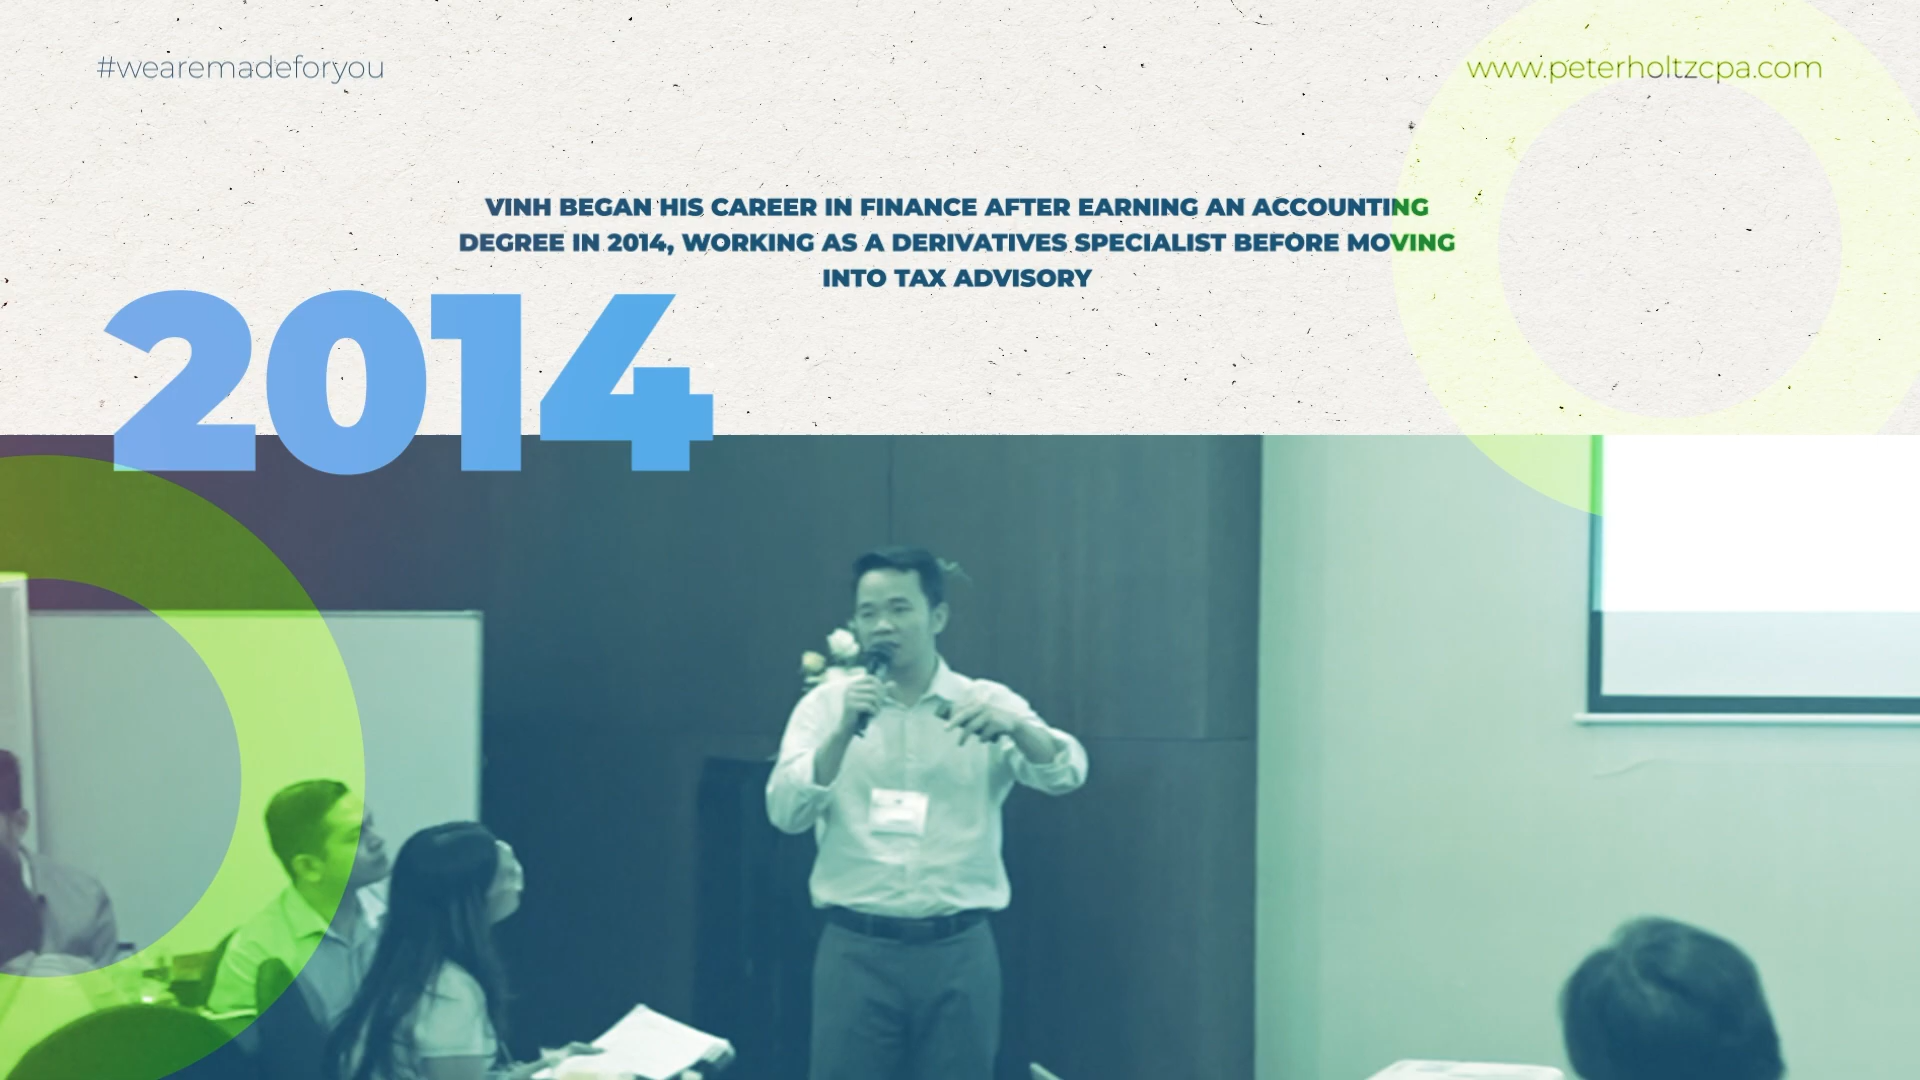 #wearemadeforyou
www.peterholtzcpa.com
VINH BEGAN HIS CAREER IN FINANCE AFTER EARNING AN ACCOUNTING
DEGREE IN 2014, WORKING AS A DERIVATIVES SPECIALIST BEFORE MOVING
INTO TAX ADVISORY
2014